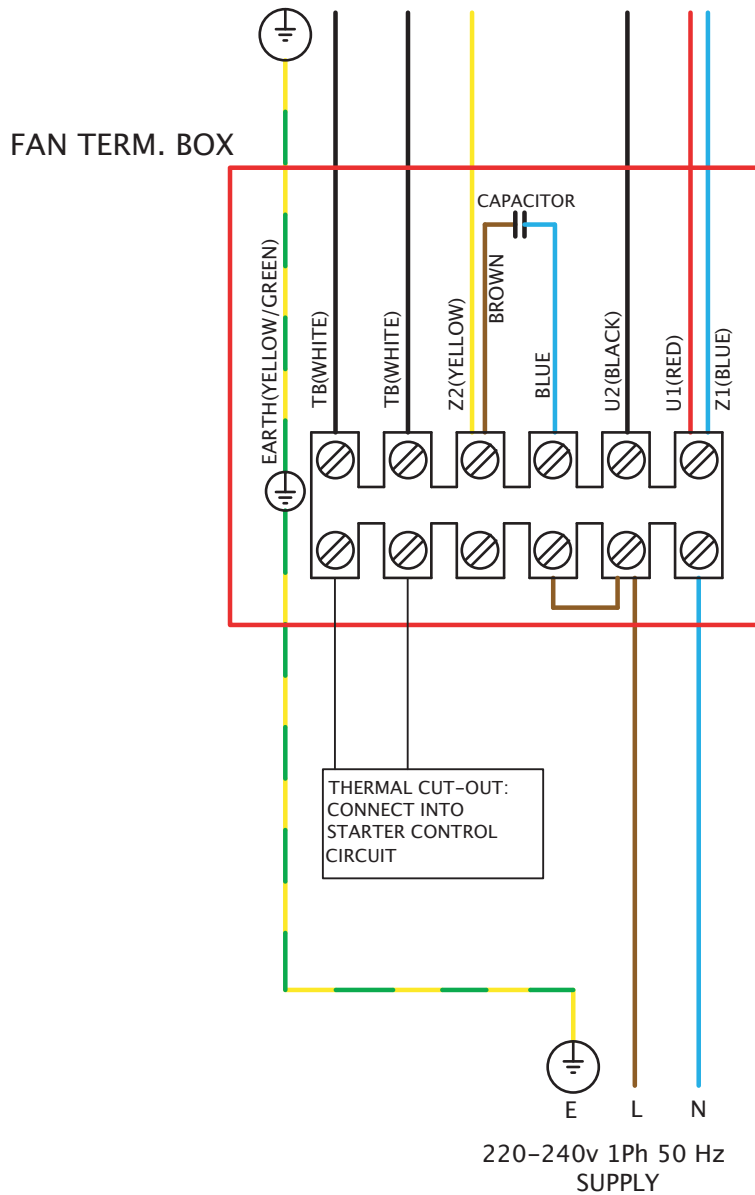 FAN TERM. BOX
CAPACITOR
EARTH(YELLOW/GREEN)
TB(WHITE)
TB(WHITE)
Z2(YELLOW)
BROWN
BLUE
U2(BLACK)
U1(RED)
Z1(BLUE)
THERMAL CUT-OUT:
CONNECT INTO
STARTER CONTROL
CIRCUIT
E L N
220-240v 1Ph 50 Hz
SUPPLY